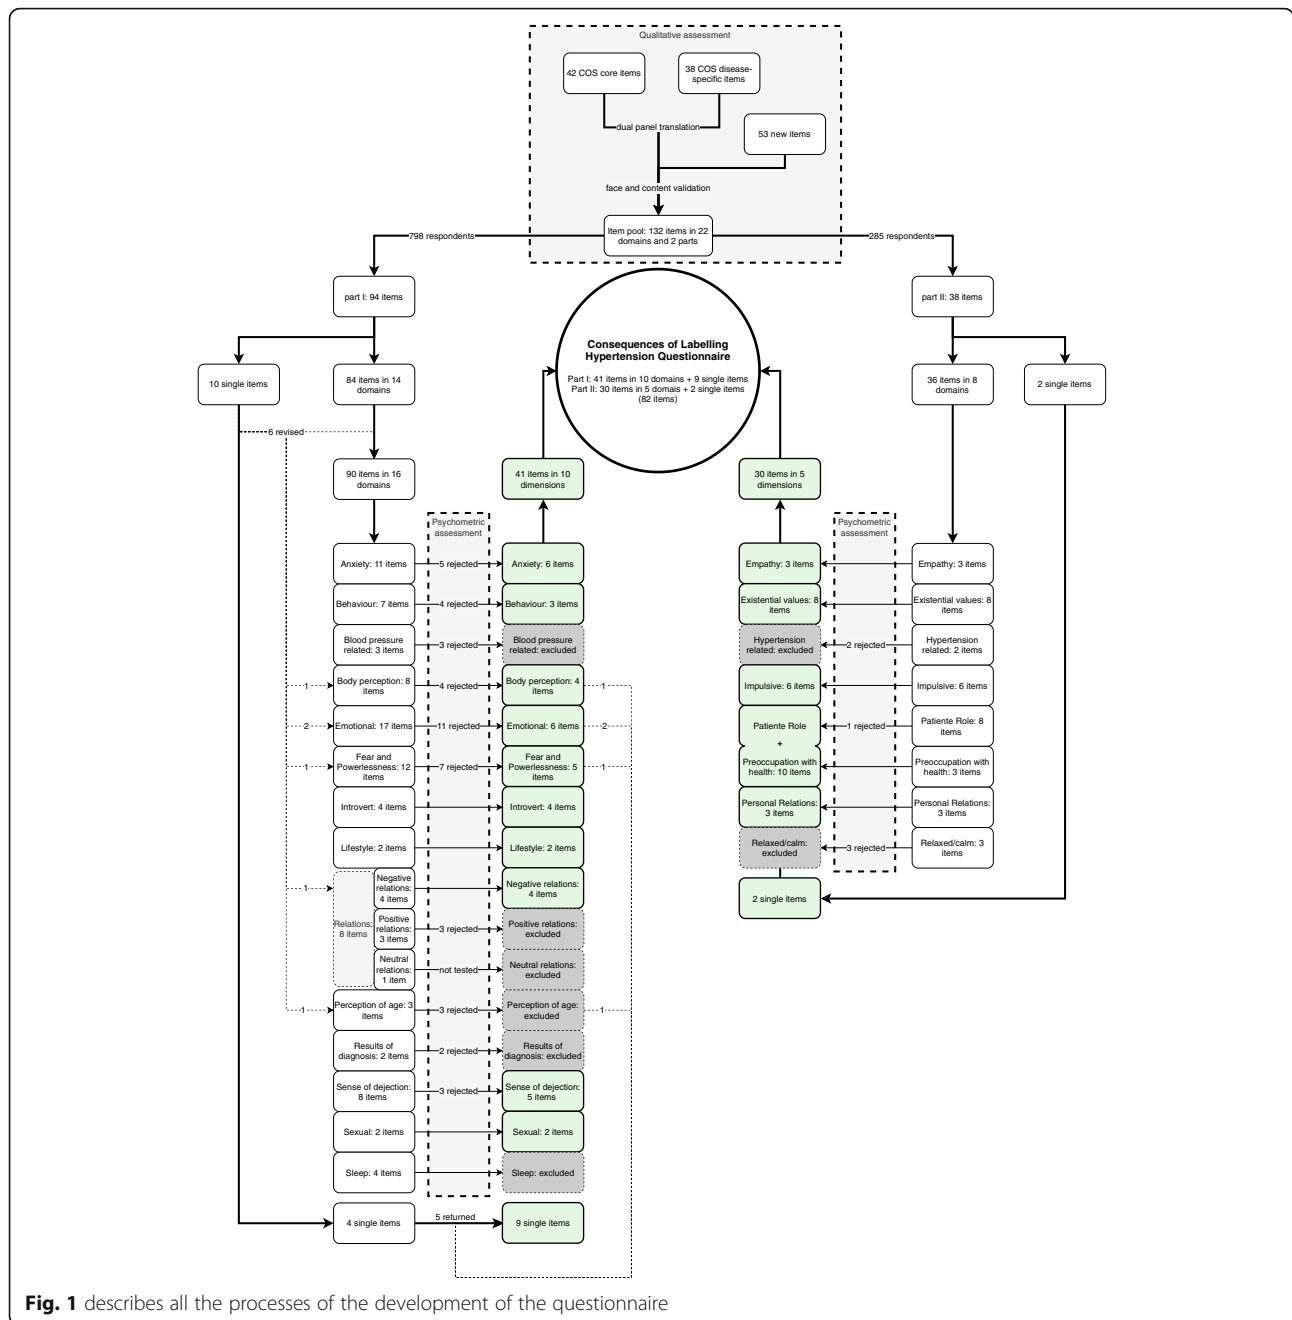 Qualitative assessment
42 COS core items
38 COS disease-
specific items
dual panel translation
53 new items
face and content validation
Item pool: 132 items in 22
domains and 2 parts
798 respondents
285 respondents
part I: 94 items
part II: 38 items
Consequences of Labelling
Hypertension Questionnaire
Part I: 41 items in 10 domains + 9 single items
Part II: 30 items in 5 domais + 2 single items
(82 items)
10 single items
84 items in 14
domains
36 items in 8
domains
2 single items
6 revised
90 items in 16
domains
41 items in 10
dimensions
30 items in 5
dimensions
Psychometric
assessment
Psychometric
assessment
Anxiety: 11 items
5 rejected
Anxiety: 6 items
Behaviour: 7 items
4 rejected
Behaviour: 3 items
Blood pressure
related: 3 items
3 rejected
Blood pressure
related: excluded
1
Body perception: 8
items
4 rejected
Body perception: 4
items
1
2
Emotional: 17 items
11 rejected
Emotional: 6 items
2
1
Fear and
Powerlessness: 12
items
7 rejected
Fear and
Powerlessness: 5
items
1
Introvert: 4 items
Introvert: 4 items
Lifestyle: 2 items
Lifestyle: 2 items
1
Relations:
8 items
Negative
relations:
4 items
Negative relations:
4 items
Positive
relations:
3 items
3 rejected
Positive relations:
excluded
Neutral
relations:
1 item
not tested
Neutral relations:
excluded
1
Perception of age: 3
items
3 rejected
Perception of age:
excluded
1
Results of
diagnosis: 2 items
2 rejected
Results of
diagnosis: excluded
Sense of dejection:
8 items
3 rejected
Sense of dejection:
5 items
Sexual: 2 items
Sexual: 2 items
Sleep: 4 items
Sleep: excluded
4 single items
5 returned
9 single items
Empathy: 3 items
Empathy: 3 items
Existential values: 8
items
Existential values: 8
items
Hypertension
related: excluded
2 rejected
Hypertension
related: 2 items
Impulsive: 6 items
Impulsive: 6 items
Patiente Role
+
Preoccupation with
health: 10 items
1 rejected
Patiente Role: 8
items
Preoccupation with
health: 3 items
Personal Relations:
3 items
Personal Relations:
3 items
Relaxed/calm:
excluded
3 rejected
Relaxed/calm: 3
items
2 single items
Fig. 1 describes all the processes of the development of the questionnaire